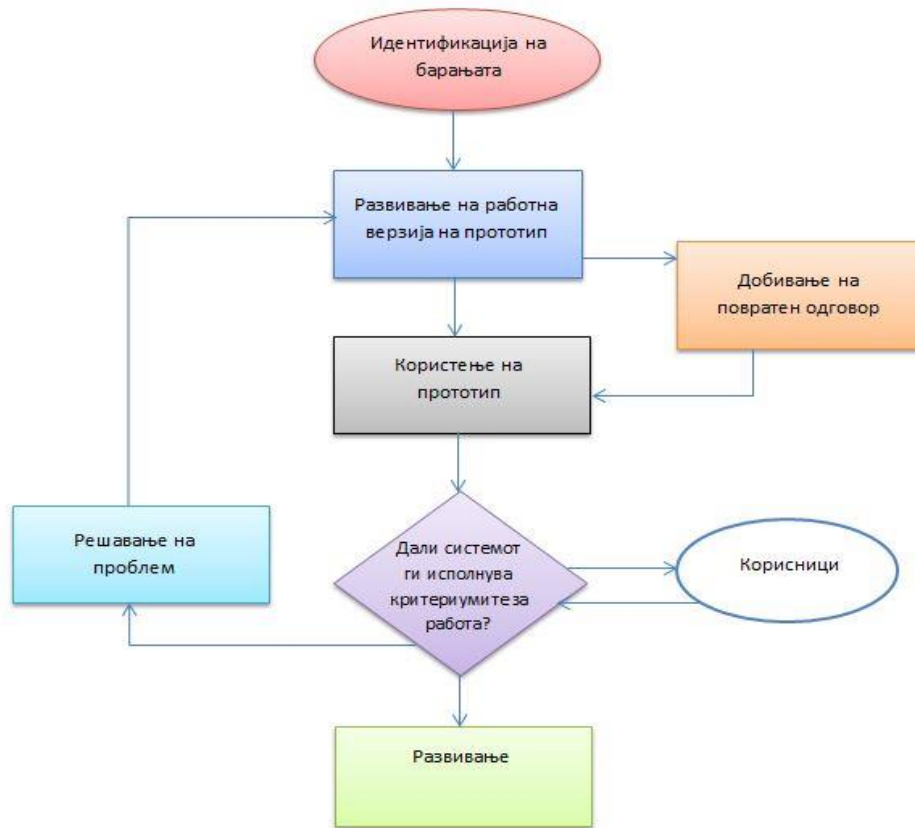 Идентификација на
барањата
Развивање на работна
верзија на прототип
Добивање на
повратен одговор
Користење на
прототип
Решавање на
проблем
Дали системот
ги исполнува
критериумите за
работа?
Корисници
Развивање